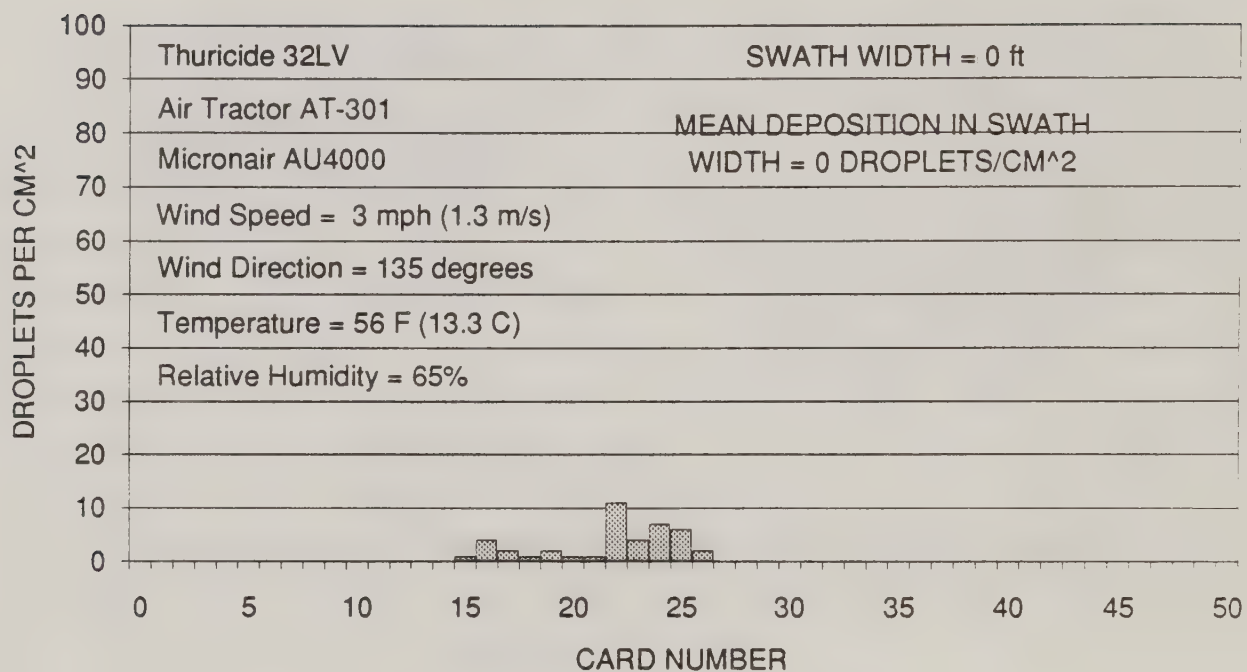 100
90
80
70
60
50
40
30
20
10
0
DROPLETS PER CM^2
Thuricide 32LV
SWATH WIDTH = 0 ft
Air Tractor AT-301
MEAN DEPOSITION IN SWATH
Micronair AU4000
WIDTH = 0 DROPLETS/CM^2
Wind Speed = 3 mph (1.3 m/s)
Wind Direction = 135 degrees
Temperature = 56 F (13.3 C)
Relative Humidity = 65%
0 5 10 15 20 25 30 35 40 45 50
CARD NUMBER